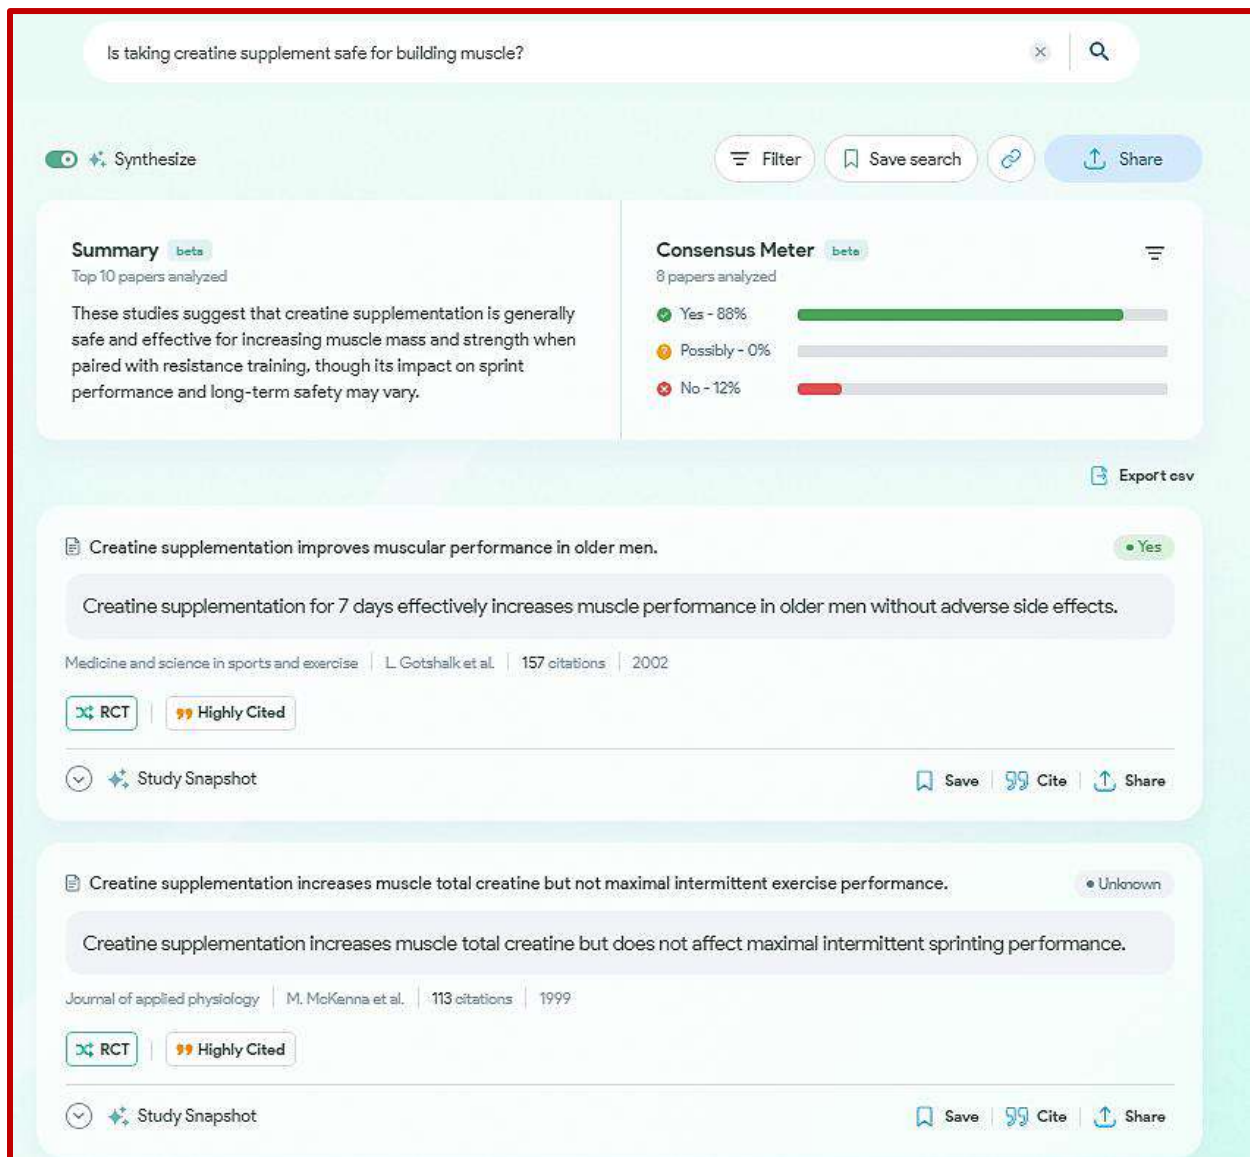 Is taking creatine supplement safe for building muscle?
Synthesize
Filter
Save search
Share
Summary beta
Top 10 papers analyzed
These studies suggest that creatine supplementation is generally
safe and effective for increasing muscle mass and strength when
paired with resistance training, though its impact on sprint
performance and long-term safety may vary.
Consensus Meter beta
8 papers analyzed
Yes - 88%
Possibly - 0%
No - 12%
Export csv
Creatine supplementation improves muscular performance in older men.
Yes
Creatine supplementation for 7 days effectively increases muscle performance in older men without adverse side effects.
Medicine and science in sports and exercise | L. Gotshalk et al. | 157 citations | 2002
RCT | Highly Cited
Study Snapshot
Save | Cite | Share
Creatine supplementation increases muscle total creatine but not maximal intermittent exercise performance.
Unknown
Creatine supplementation increases muscle total creatine but does not affect maximal intermittent sprinting performance.
Journal of applied physiology | M. McKenna et al. | 113 citations | 1999
RCT | Highly Cited
Study Snapshot
Save | Cite | Share